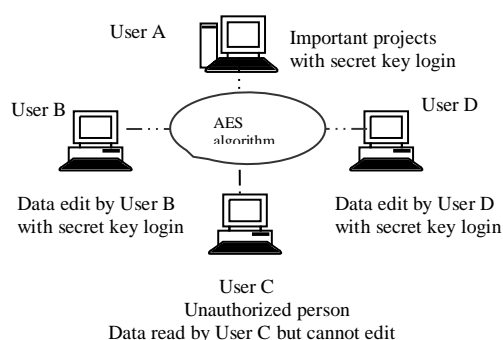 User A
Important projects
with secret key login
User B
User D
AES
algorithm
Data edit by User B
with secret key login
Data edit by User D
with secret key login
User C
Unauthorized person
Data read by User C but cannot edit